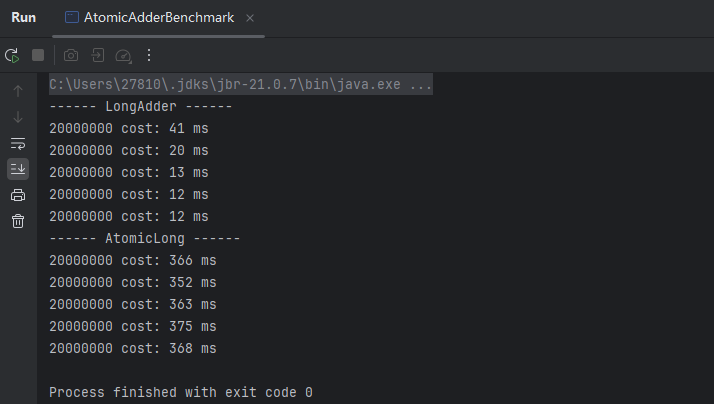 Run AtomicAdderBenchmark
C:\Users\27810\.jdks\jbr-21.0.7\bin\java.exe ...
------ LongAdder ------
20000000 cost: 41 ms
20000000 cost: 20 ms
20000000 cost: 13 ms
20000000 cost: 12 ms
20000000 cost: 12 ms
------ AtomicLong ------
20000000 cost: 366 ms
20000000 cost: 352 ms
20000000 cost: 363 ms
20000000 cost: 375 ms
20000000 cost: 368 ms
Process finished with exit code 0